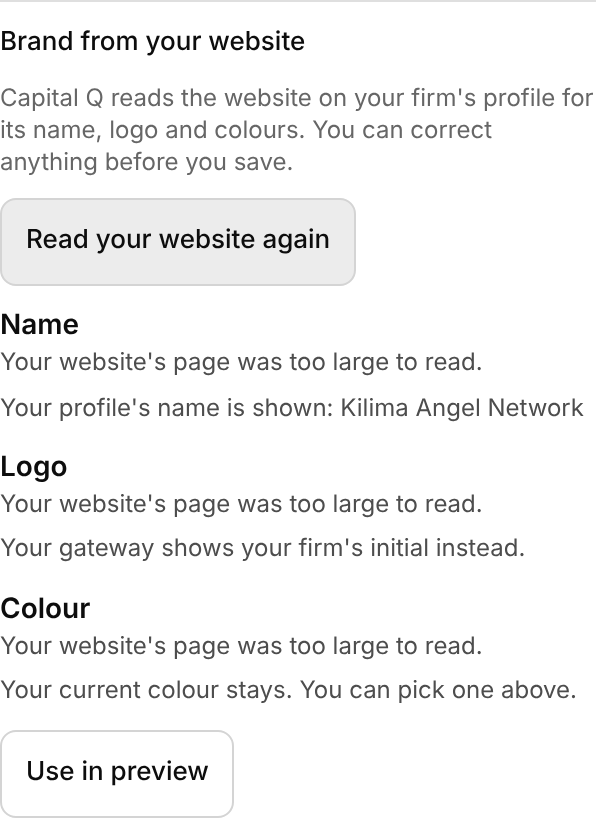 Brand from your website
Capital Q reads the website on your firm's profile for
its name, logo and colours. You can correct
anything before you save.
Read your website again
Name
Your website's page was too large to read.
Your profile's name is shown: Kilima Angel Network
Logo
Your website's page was too large to read.
Your gateway shows your firm's initial instead.
Colour
Your website's page was too large to read.
Your current colour stays. You can pick one above.
Use in preview